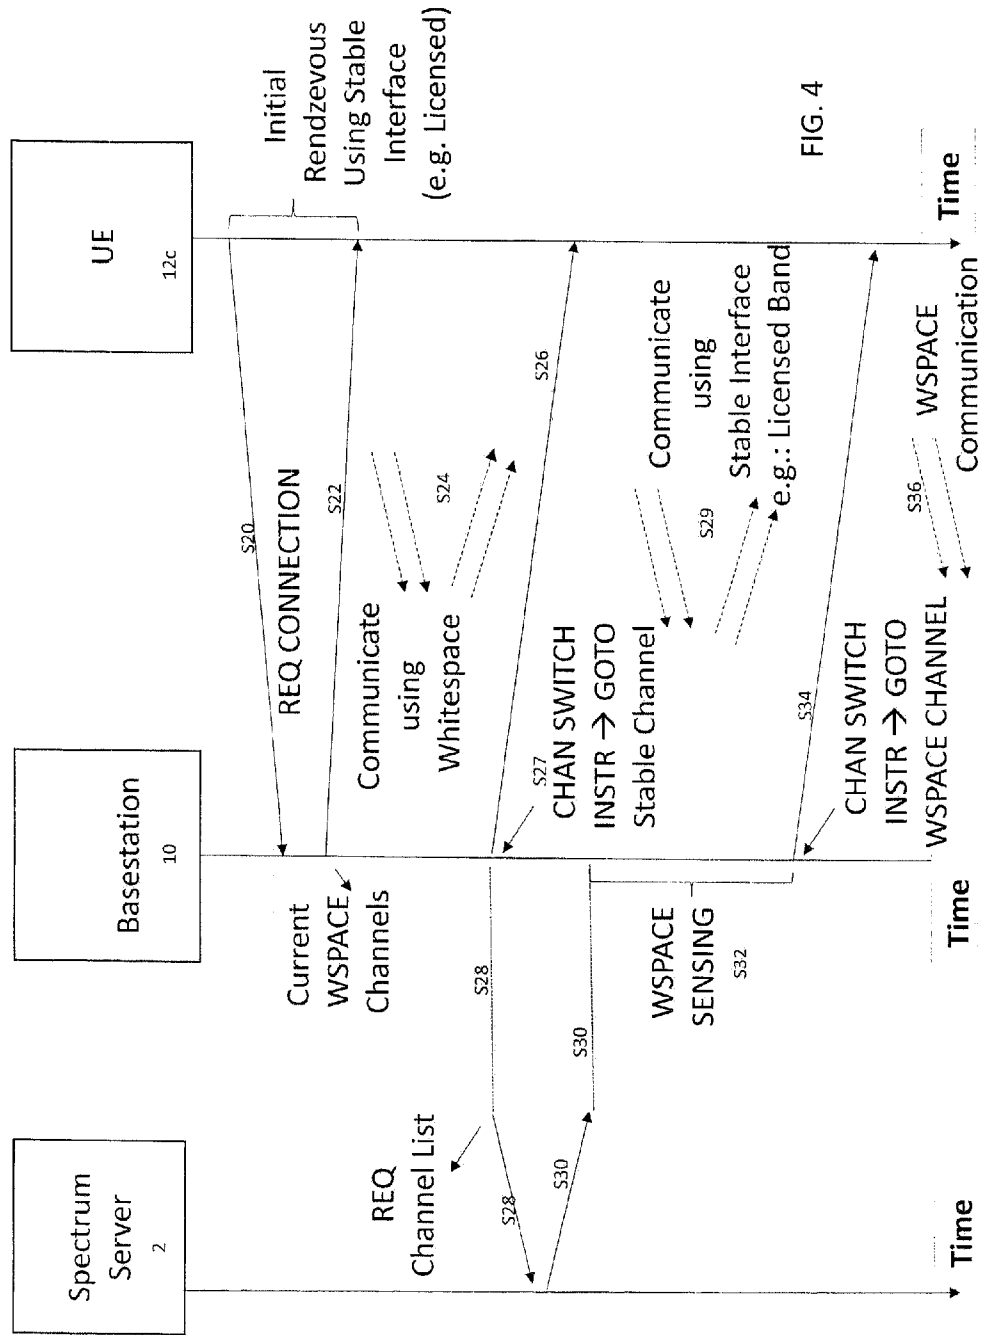 Spectrum
Server
2
Basestation
10
UE
12c
Initial
Rendzevous
Using Stable
Interface
(e.g. Licensed)
S20
REQ CONNECTION
S22
Current
WSPACE
Channels
Communicate
using
Whitespace
S24
S26
REQ
Channel List
S28
S28
S27
CHAN SWITCH
INSTR → GOTO
Stable Channel
S30
S30
Communicate
using
Stable Interface
e.g.: Licensed Band
S29
WSPACE
SENSING
S32
S34
CHAN SWITCH
INSTR → GOTO
WSPACE CHANNEL
S36
WSPACE
Communication
Time
Time
Time
FIG. 4